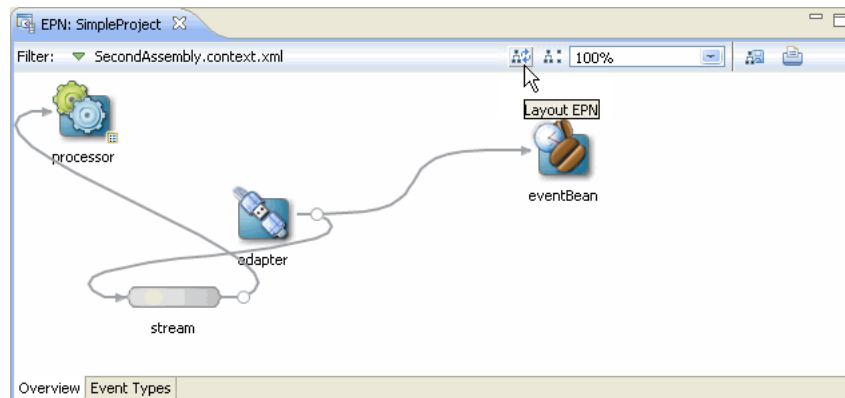 EPN: SimpleProject
Filter: SecondAssembly.context.xml 100%
Layout EPN
processor
eventBean
adapter
stream
Overview Event Types